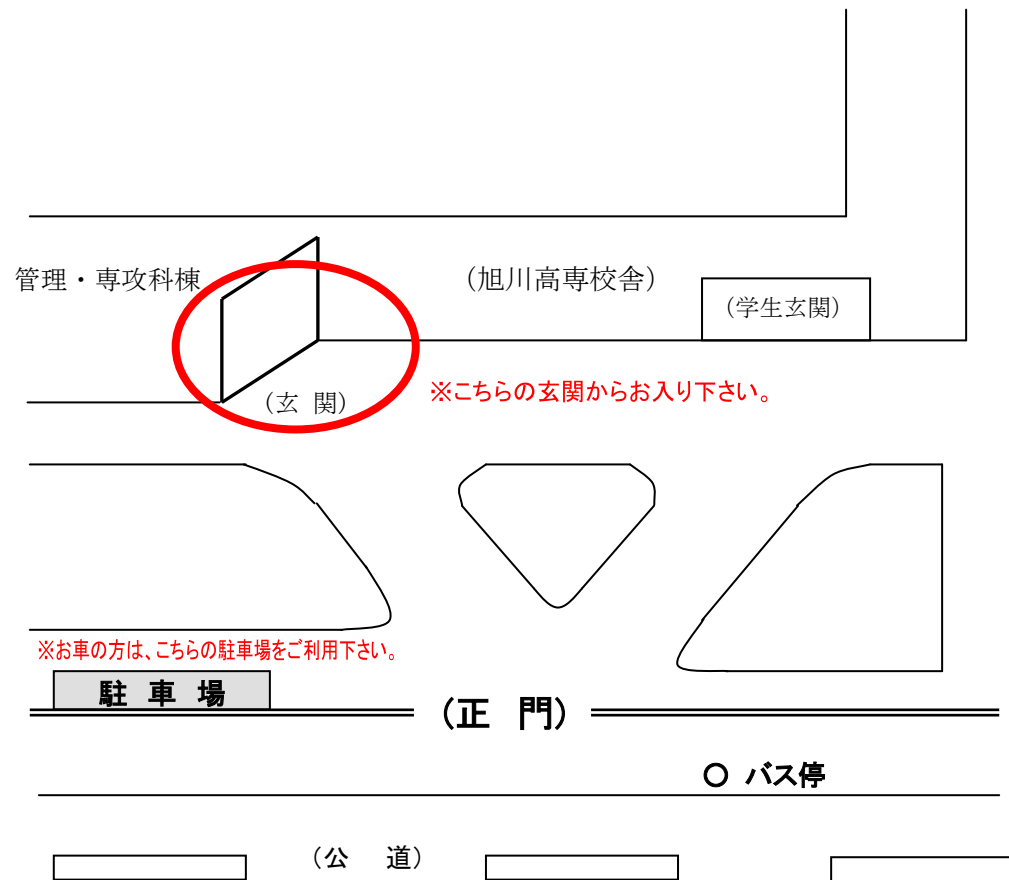 管理・専攻科棟
（旭川高専校舎）
（学生玄関）
（玄 関）
※こちらの玄関からお入り下さい。
※お車の方は、こちらの駐車場をご利用下さい。
駐 車 場
（正 門）
○ バス停
（公 道）